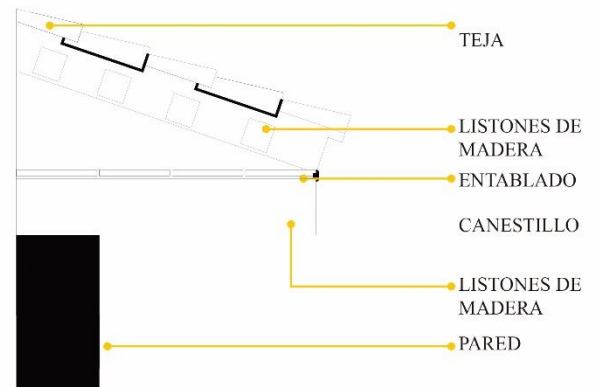 TEJA
LISTONES DE
MADERA
ENTABLADO
CANESTILLO
LISTONES DE
MADERA
PARED